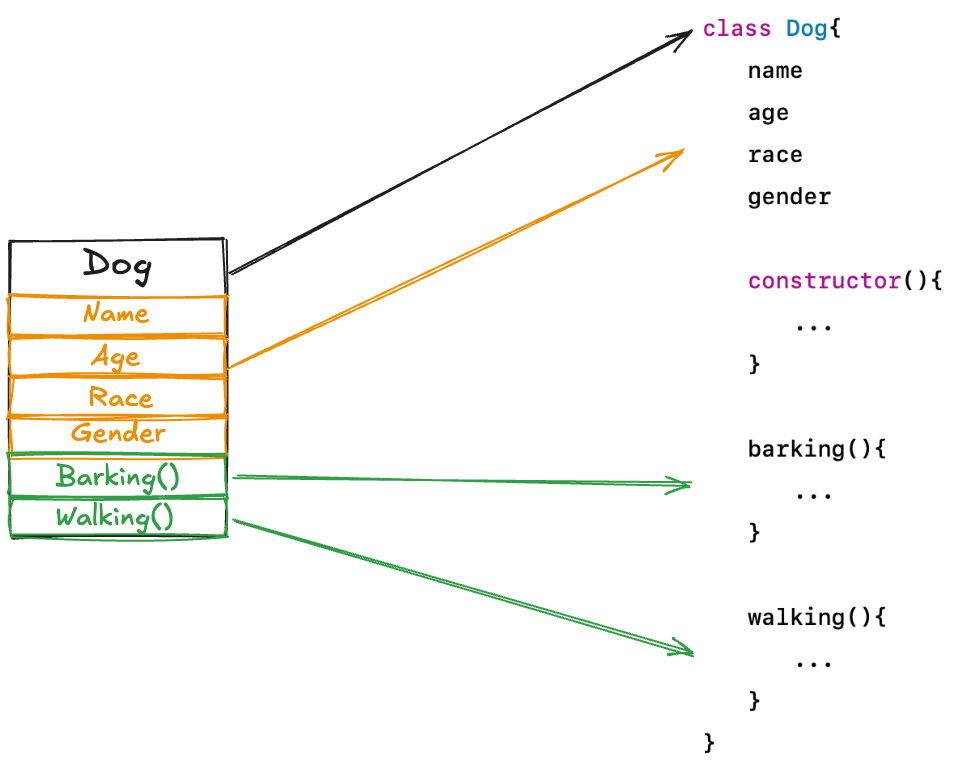 Dog
Name
Age
Race
Gender
Barking()
Walking()
class Dog{
name
age
race
gender
constructor(){
...
}
barking(){
...
}
walking(){
...
}
}